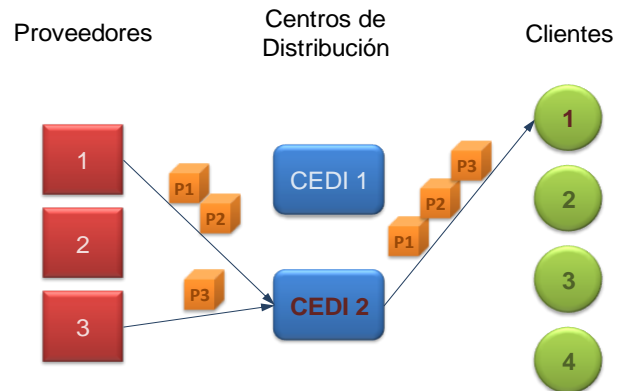 Proveedores
Centros de
Distribución
Clientes
1
2
3
P1
P2
P3
CEDI 1
CEDI 2
P1
P2
P3
1
2
3
4